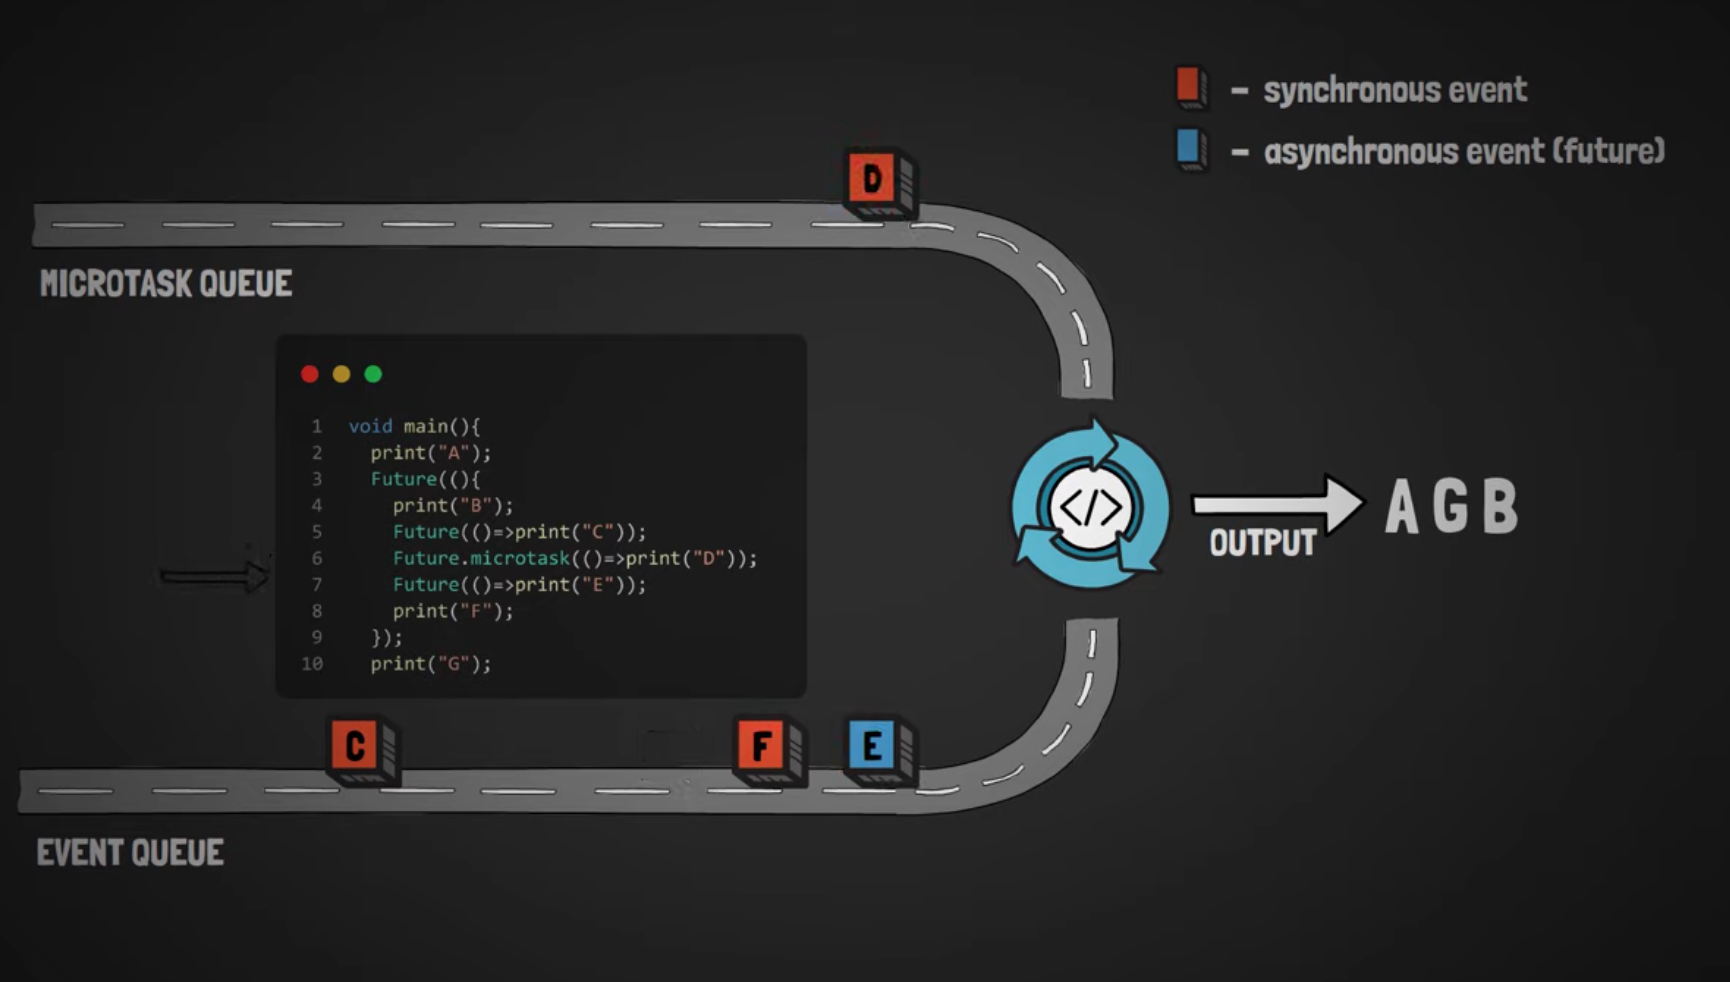 - synchronous event
- asynchronous event (future)
D
MICROTASK QUEUE
1 void main(){
2 print("A");
3 Future((){
4 print("B");
5 Future(()=>print("C"));
6 Future.microtask(()=>print("D"));
7 Future(()=>print("E"));
8 print("F");
9 });
10 print("G");
</>
OUTPUT
A G B
C F E
EVENT QUEUE